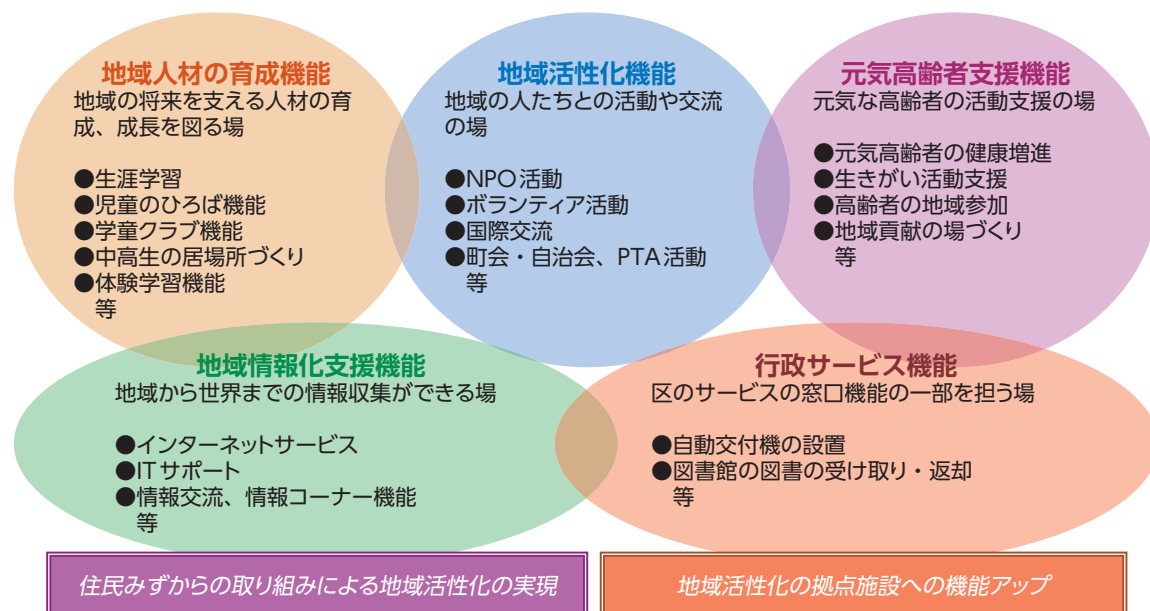 地域人材の育成機能
地域の将来を支える人材の育
成、成長を図る場
●生涯学習
●児童のひろば機能
●学童クラブ機能
●中高生の居場所づくり
●体験学習機能
等
地域活性化機能
地域の人たちとの活動や交流
の場
●NPO活動
●ボランティア活動
●国際交流
●町会・自治会、PTA活動
等
元気高齢者支援機能
元気な高齢者の活動支援の場
●元気高齢者の健康増進
●生きがい活動支援
●高齢者の地域参加
●地域貢献の場づくり
等
地域情報化支援機能
地域から世界までの情報収集ができる場
●インターネットサービス
●ITサポート
●情報交流、情報コーナー機能
等
行政サービス機能
区のサービスの窓口機能の一部を担う場
●自動交付機の設置
●図書館の図書の受け取り・返却
等
住民みずからの取り組みによる地域活性化の実現
地域活性化の拠点施設への機能アップ